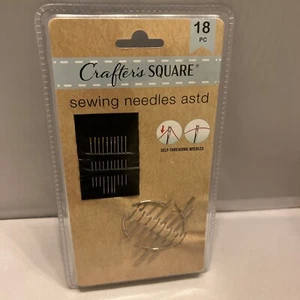 18
PC
Crafter's SQUARE®
sewing needles astd
SELF-THREADING NEEDLES